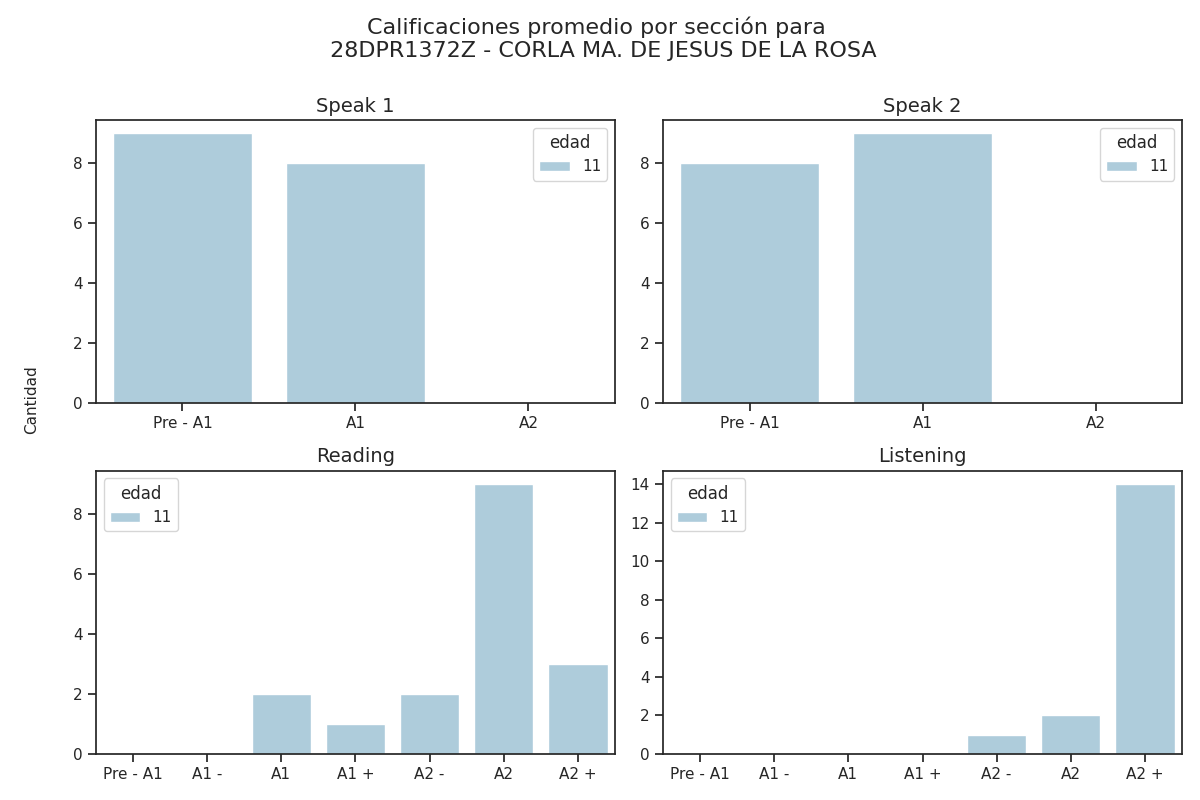 Calificaciones promedio por sección para
28DPR1372Z - CORLA MA. DE JESUS DE LA ROSA
Cantidad
Speak 1
edad
11
8
6
4
2
0
Pre - A1 A1 A2
Speak 2
edad
11
8
6
4
2
0
Pre - A1 A1 A2
Reading
edad
11
8
6
4
2
0
Pre - A1 A1 - A1 A1 + A2 - A2 A2 +
Listening
edad
11
14
12
10
8
6
4
2
0
Pre - A1 A1 - A1 A1 + A2 - A2 A2 +